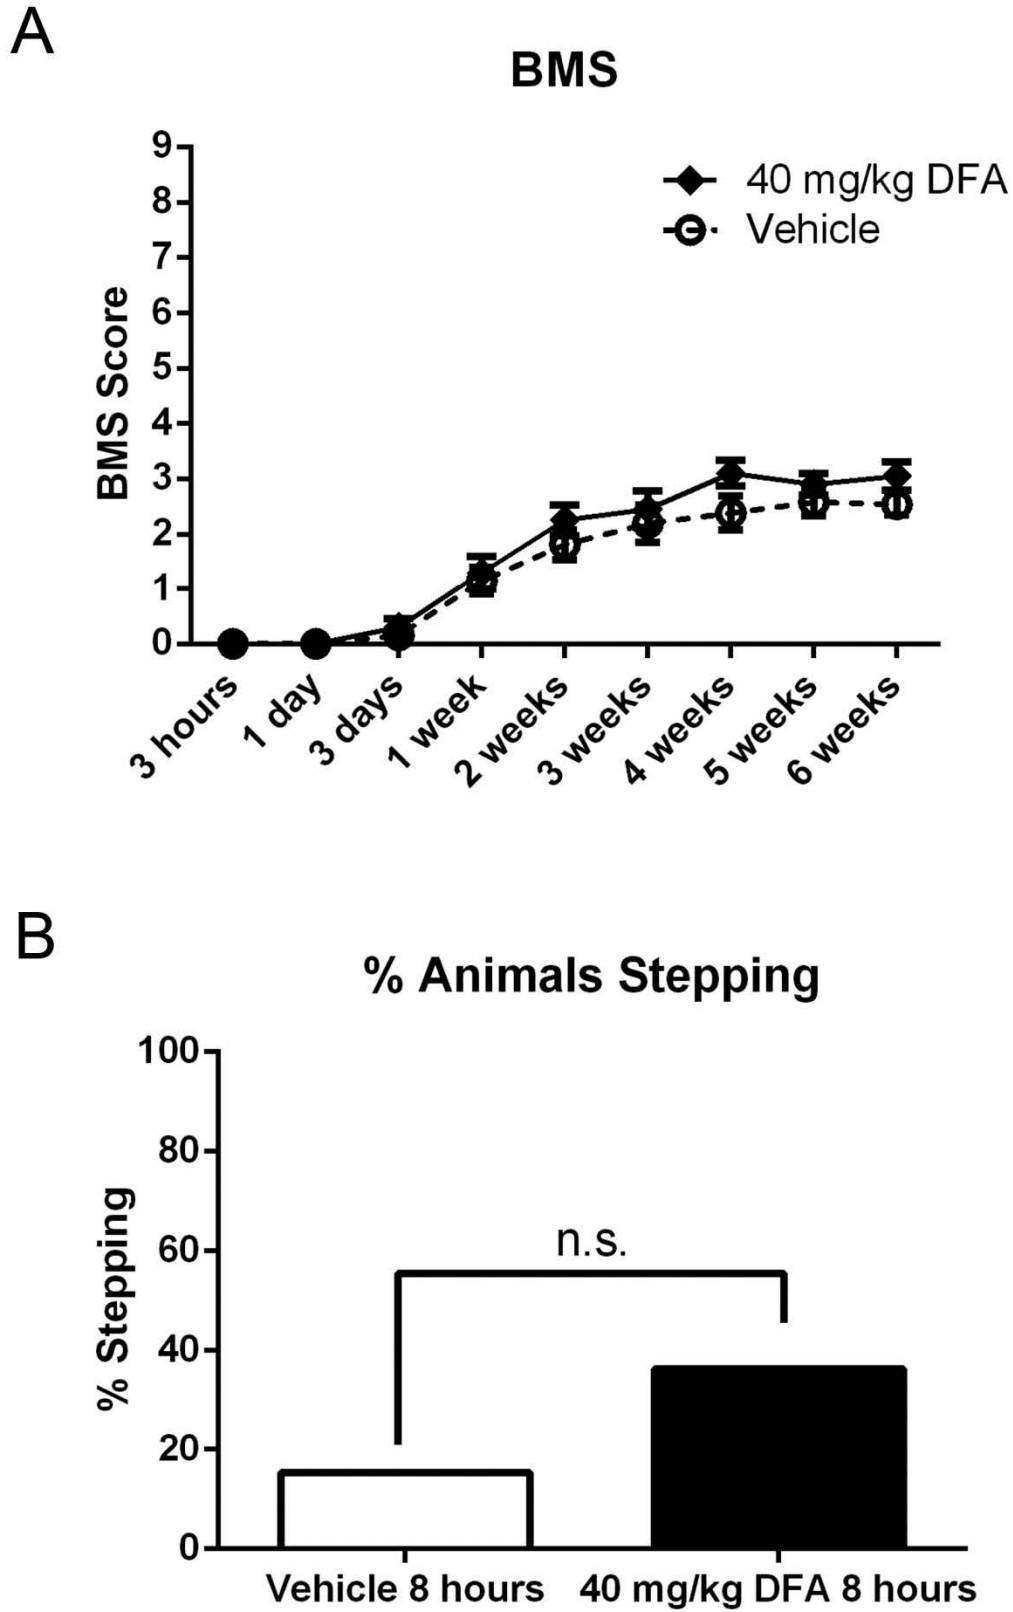 A
BMS
9
8
7
6
5
4
3
2
1
0
BMS Score
40 mg/kg DFA
Vehicle
3 hours
1 day
3 days
1 week
2 weeks
3 weeks
4 weeks
5 weeks
6 weeks
B
% Animals Stepping
100
80
60
40
20
0
% Stepping
n.s.
Vehicle 8 hours
40 mg/kg DFA 8 hours